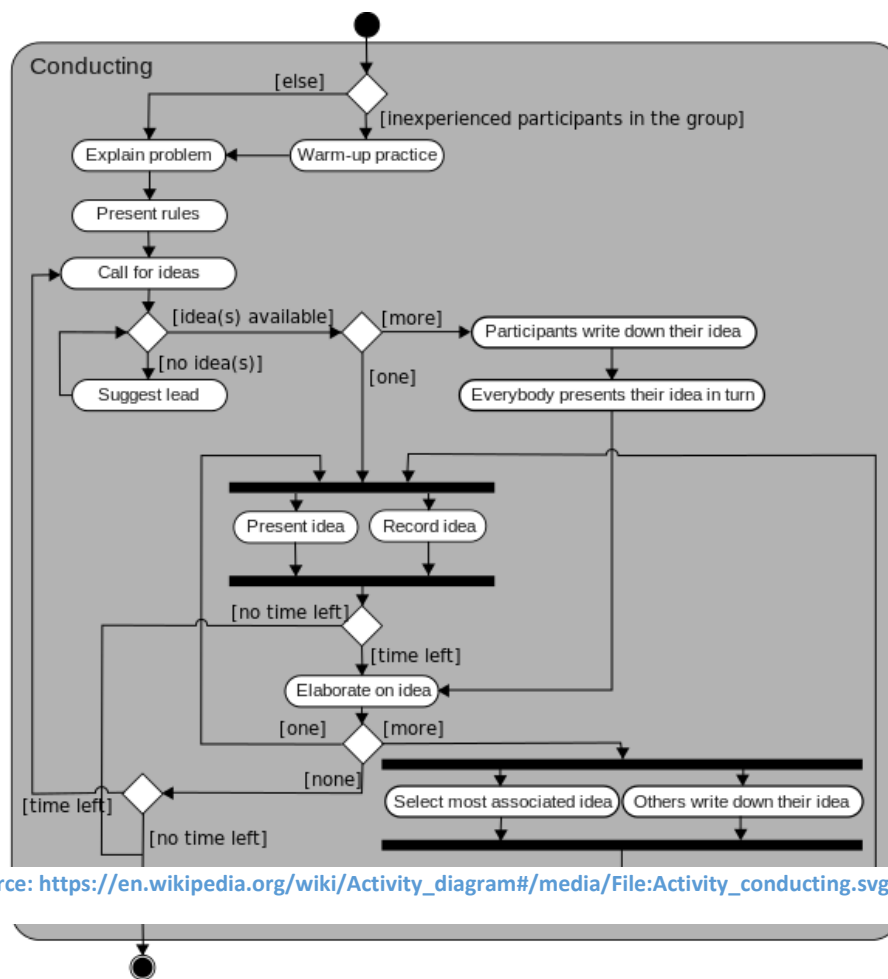 Conducting
[else]
[inexperienced participants in the group]
Explain problem
Warm-up practice
Present rules
Call for ideas
[idea(s) available]
[more]
Participants write down their idea
[no idea(s)]
[one]
Suggest lead
Everybody presents their idea in turn
Present idea
Record idea
[no time left]
[time left]
Elaborate on idea
[one]
[more]
[none]
[time left]
Select most associated idea
Others write down their idea
[no time left]
rce: https://en.wikipedia.org/wiki/Activity_diagram#/media/File:Activity_conducting.svg